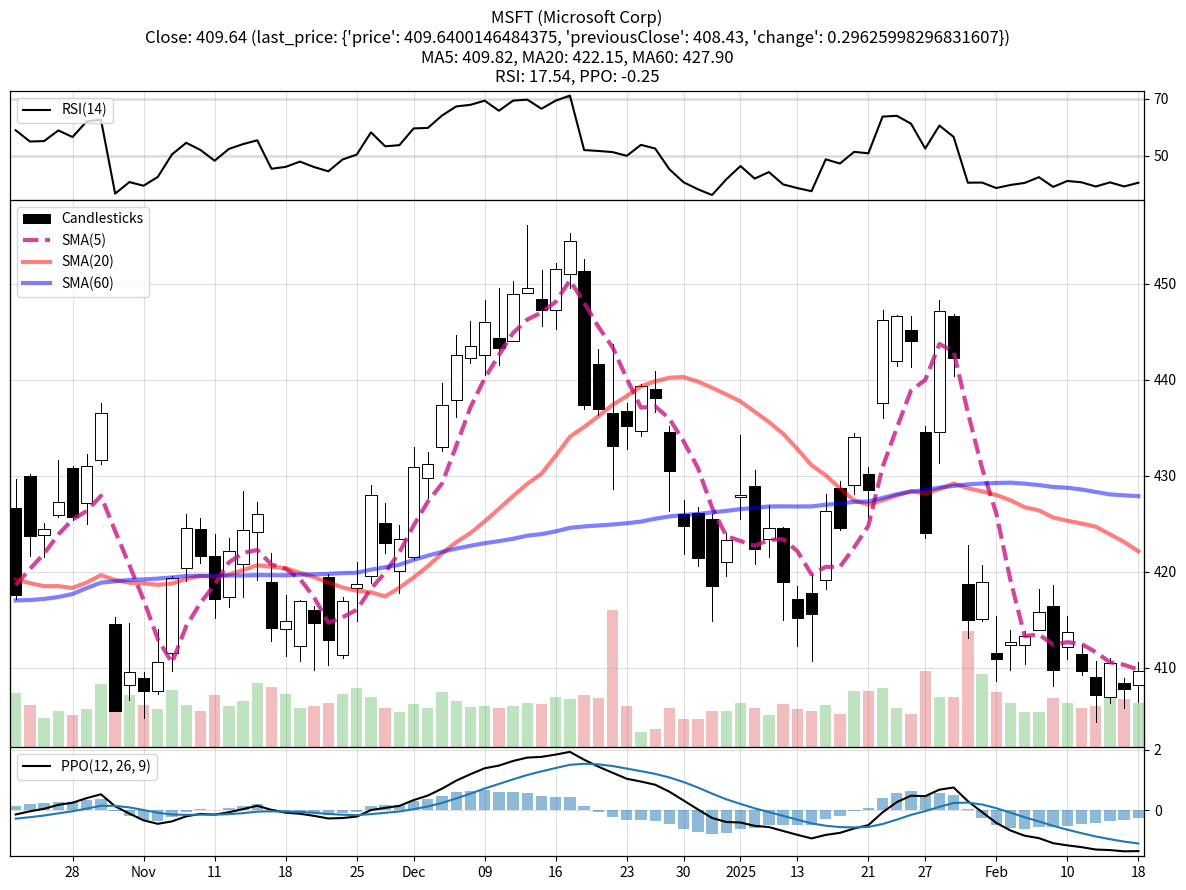 MSFT (Microsoft Corp)
Close: 409.64 (last_price: {'price': 409.6400146484375, 'previousClose': 408.43, 'change': 0.29625998296831607})
MA5: 409.82, MA20: 422.15, MA60: 427.90
RSI: 17.54, PPO: -0.25
RSI(14)
70
50
Candlesticks
SMA(5)
SMA(20)
SMA(60)
450
440
430
420
410
PPO(12, 26, 9)
2
0
28 Nov 11 18 25 Dec 09 16 23 30 2025 13 21 27 Feb 10 18